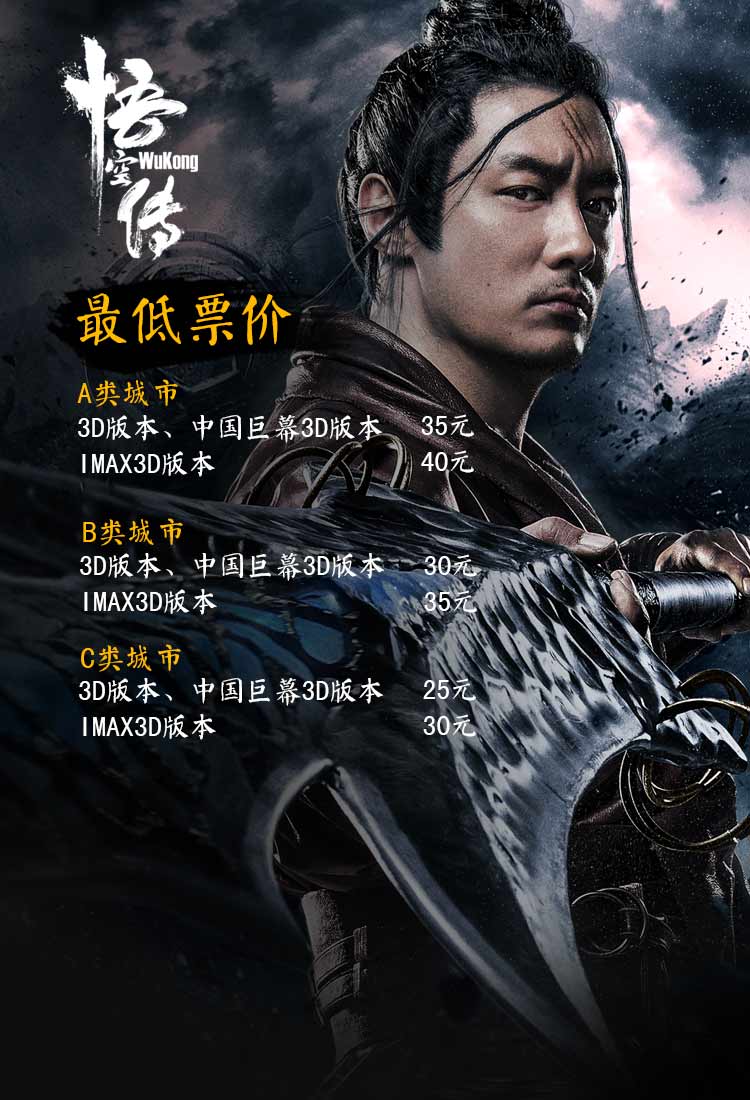 悟空传
WuKong
最低票价
A类城市
3D版本、中国巨幕3D版本 35元
IMAX3D版本 40元
B类城市
3D版本、中国巨幕3D版本 30元
IMAX3D版本 35元
C类城市
3D版本、中国巨幕3D版本 25元
IMAX3D版本 30元